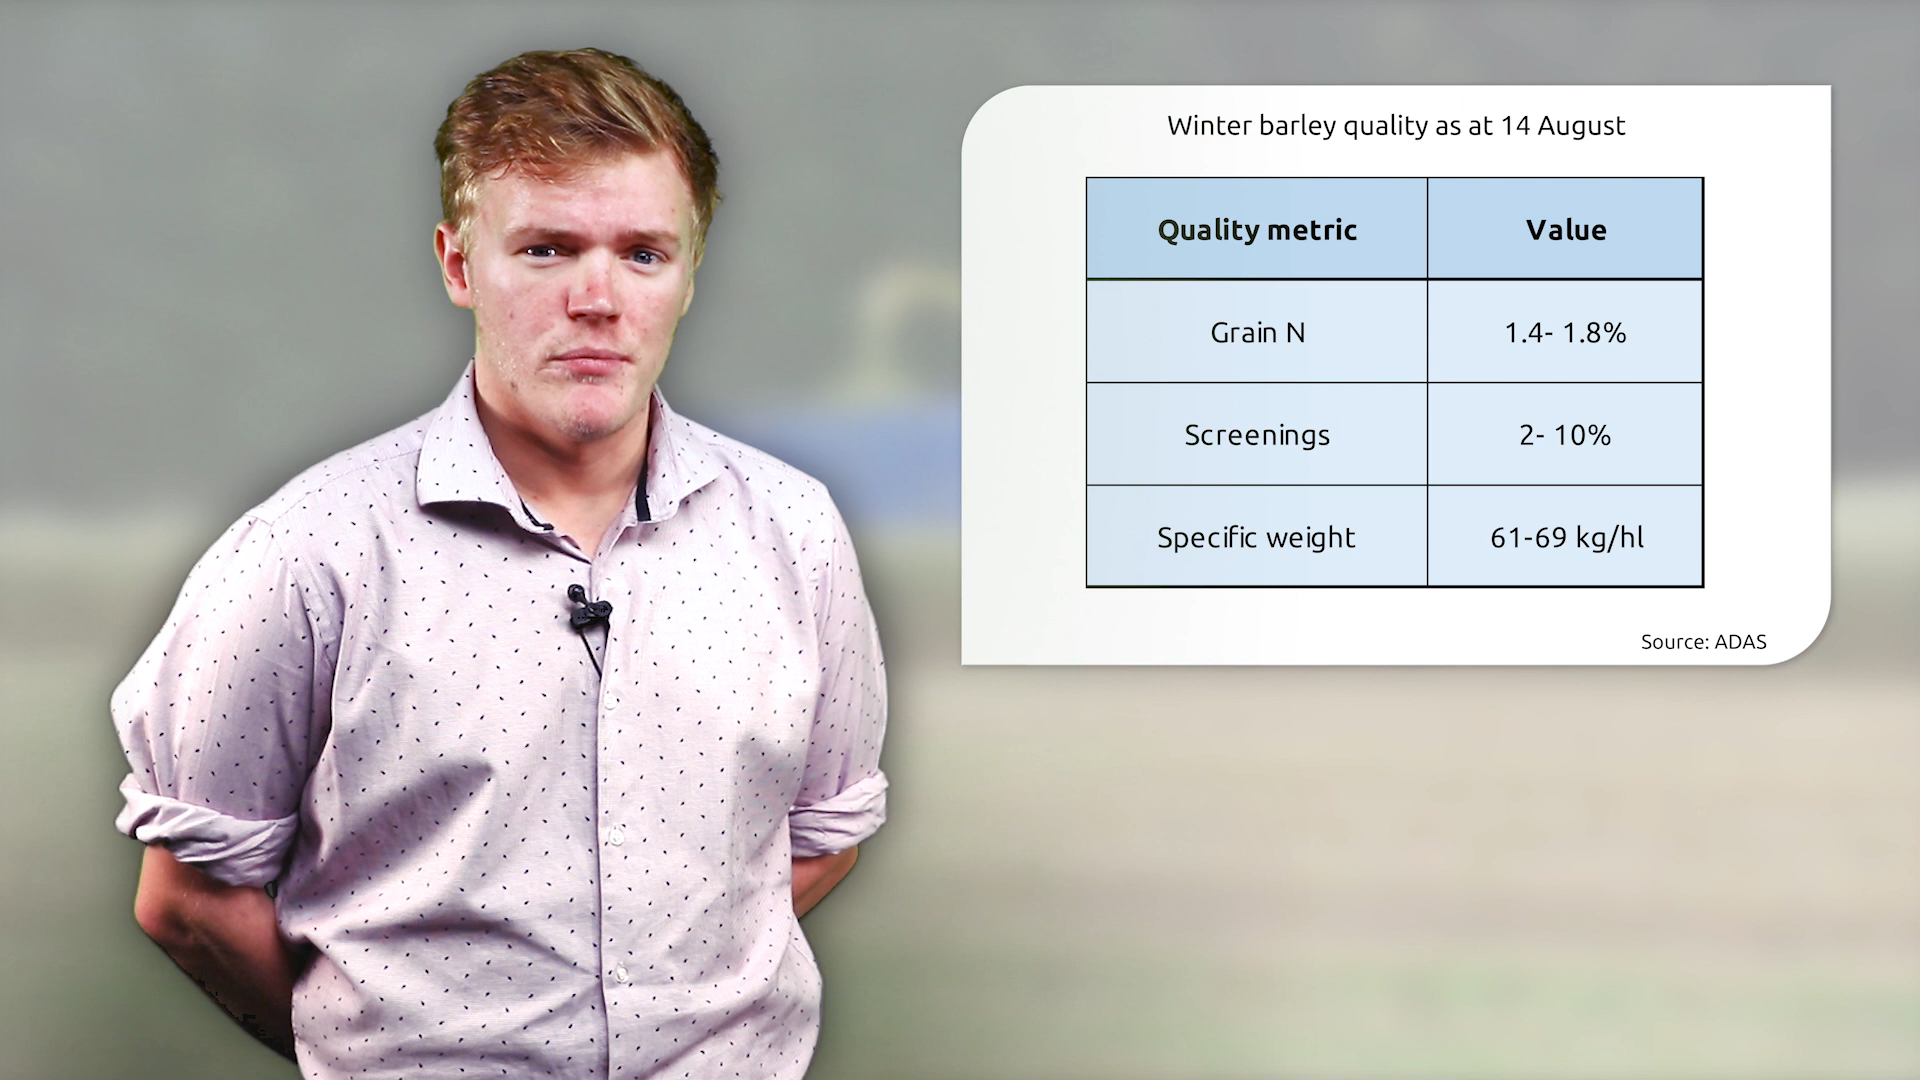 Winter barley quality as at 14 August
Quality metric Value
Grain N 1.4- 1.8%
Screenings 2- 10%
Specific weight 61-69 kg/hl
Source: ADAS